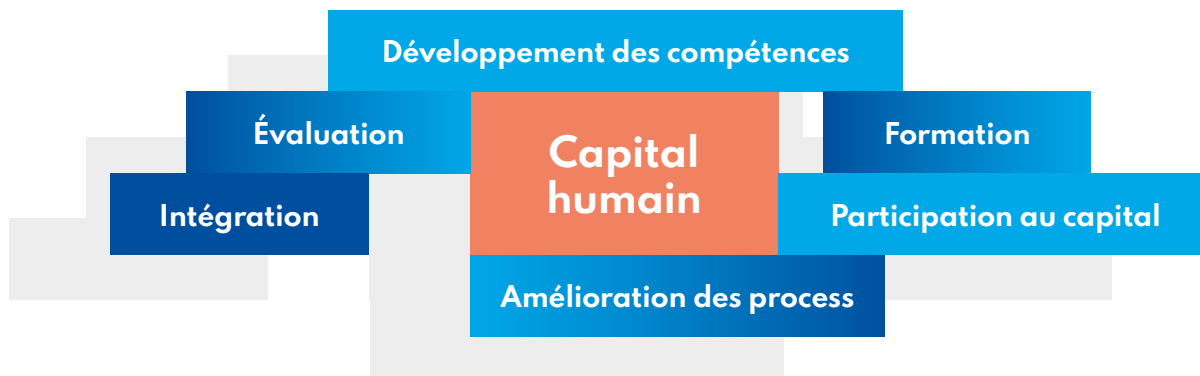 Développement des compétences
Évaluation
Capital
humain
Formation
Intégration
Participation au capital
Amélioration des process